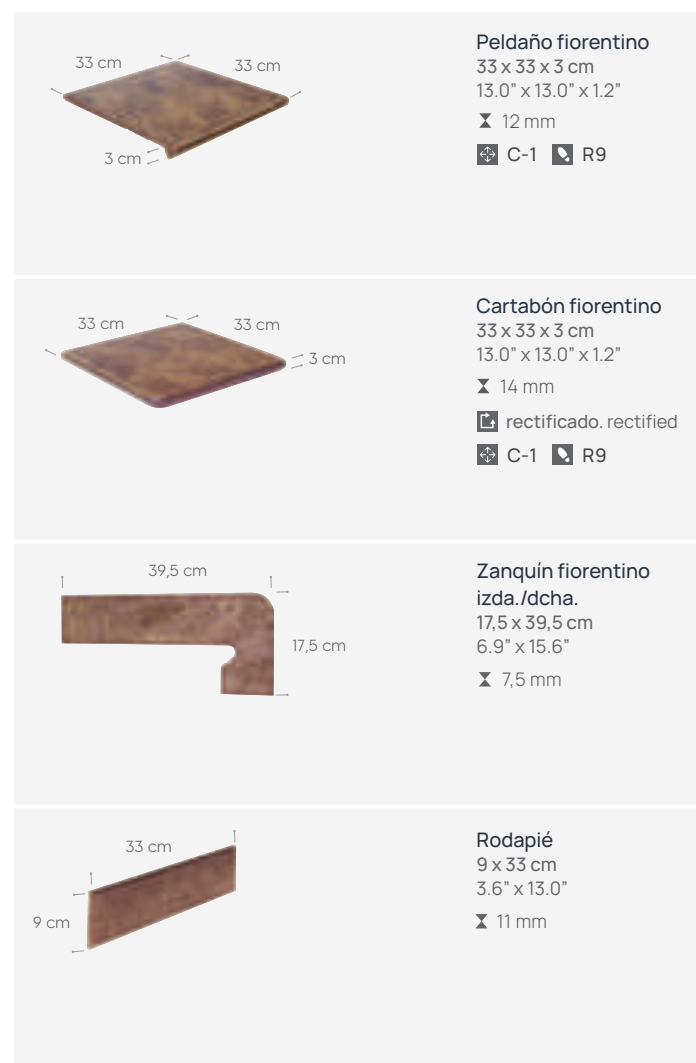 33 cm
33 cm
3 cm
Peldaño fiorentino
33 x 33 x 3 cm
13.0” x 13.0” x 1.2”
12 mm
C-1 R9
33 cm
33 cm
3 cm
Cartabón fiorentino
33 x 33 x 3 cm
13.0” x 13.0” x 1.2”
14 mm
rectificado. rectified
C-1 R9
39,5 cm
17,5 cm
Zanquín fiorentino
izda./dcha.
17,5 x 39,5 cm
6.9” x 15.6”
7,5 mm
33 cm
9 cm
Rodapié
9 x 33 cm
3.6” x 13.0”
11 mm